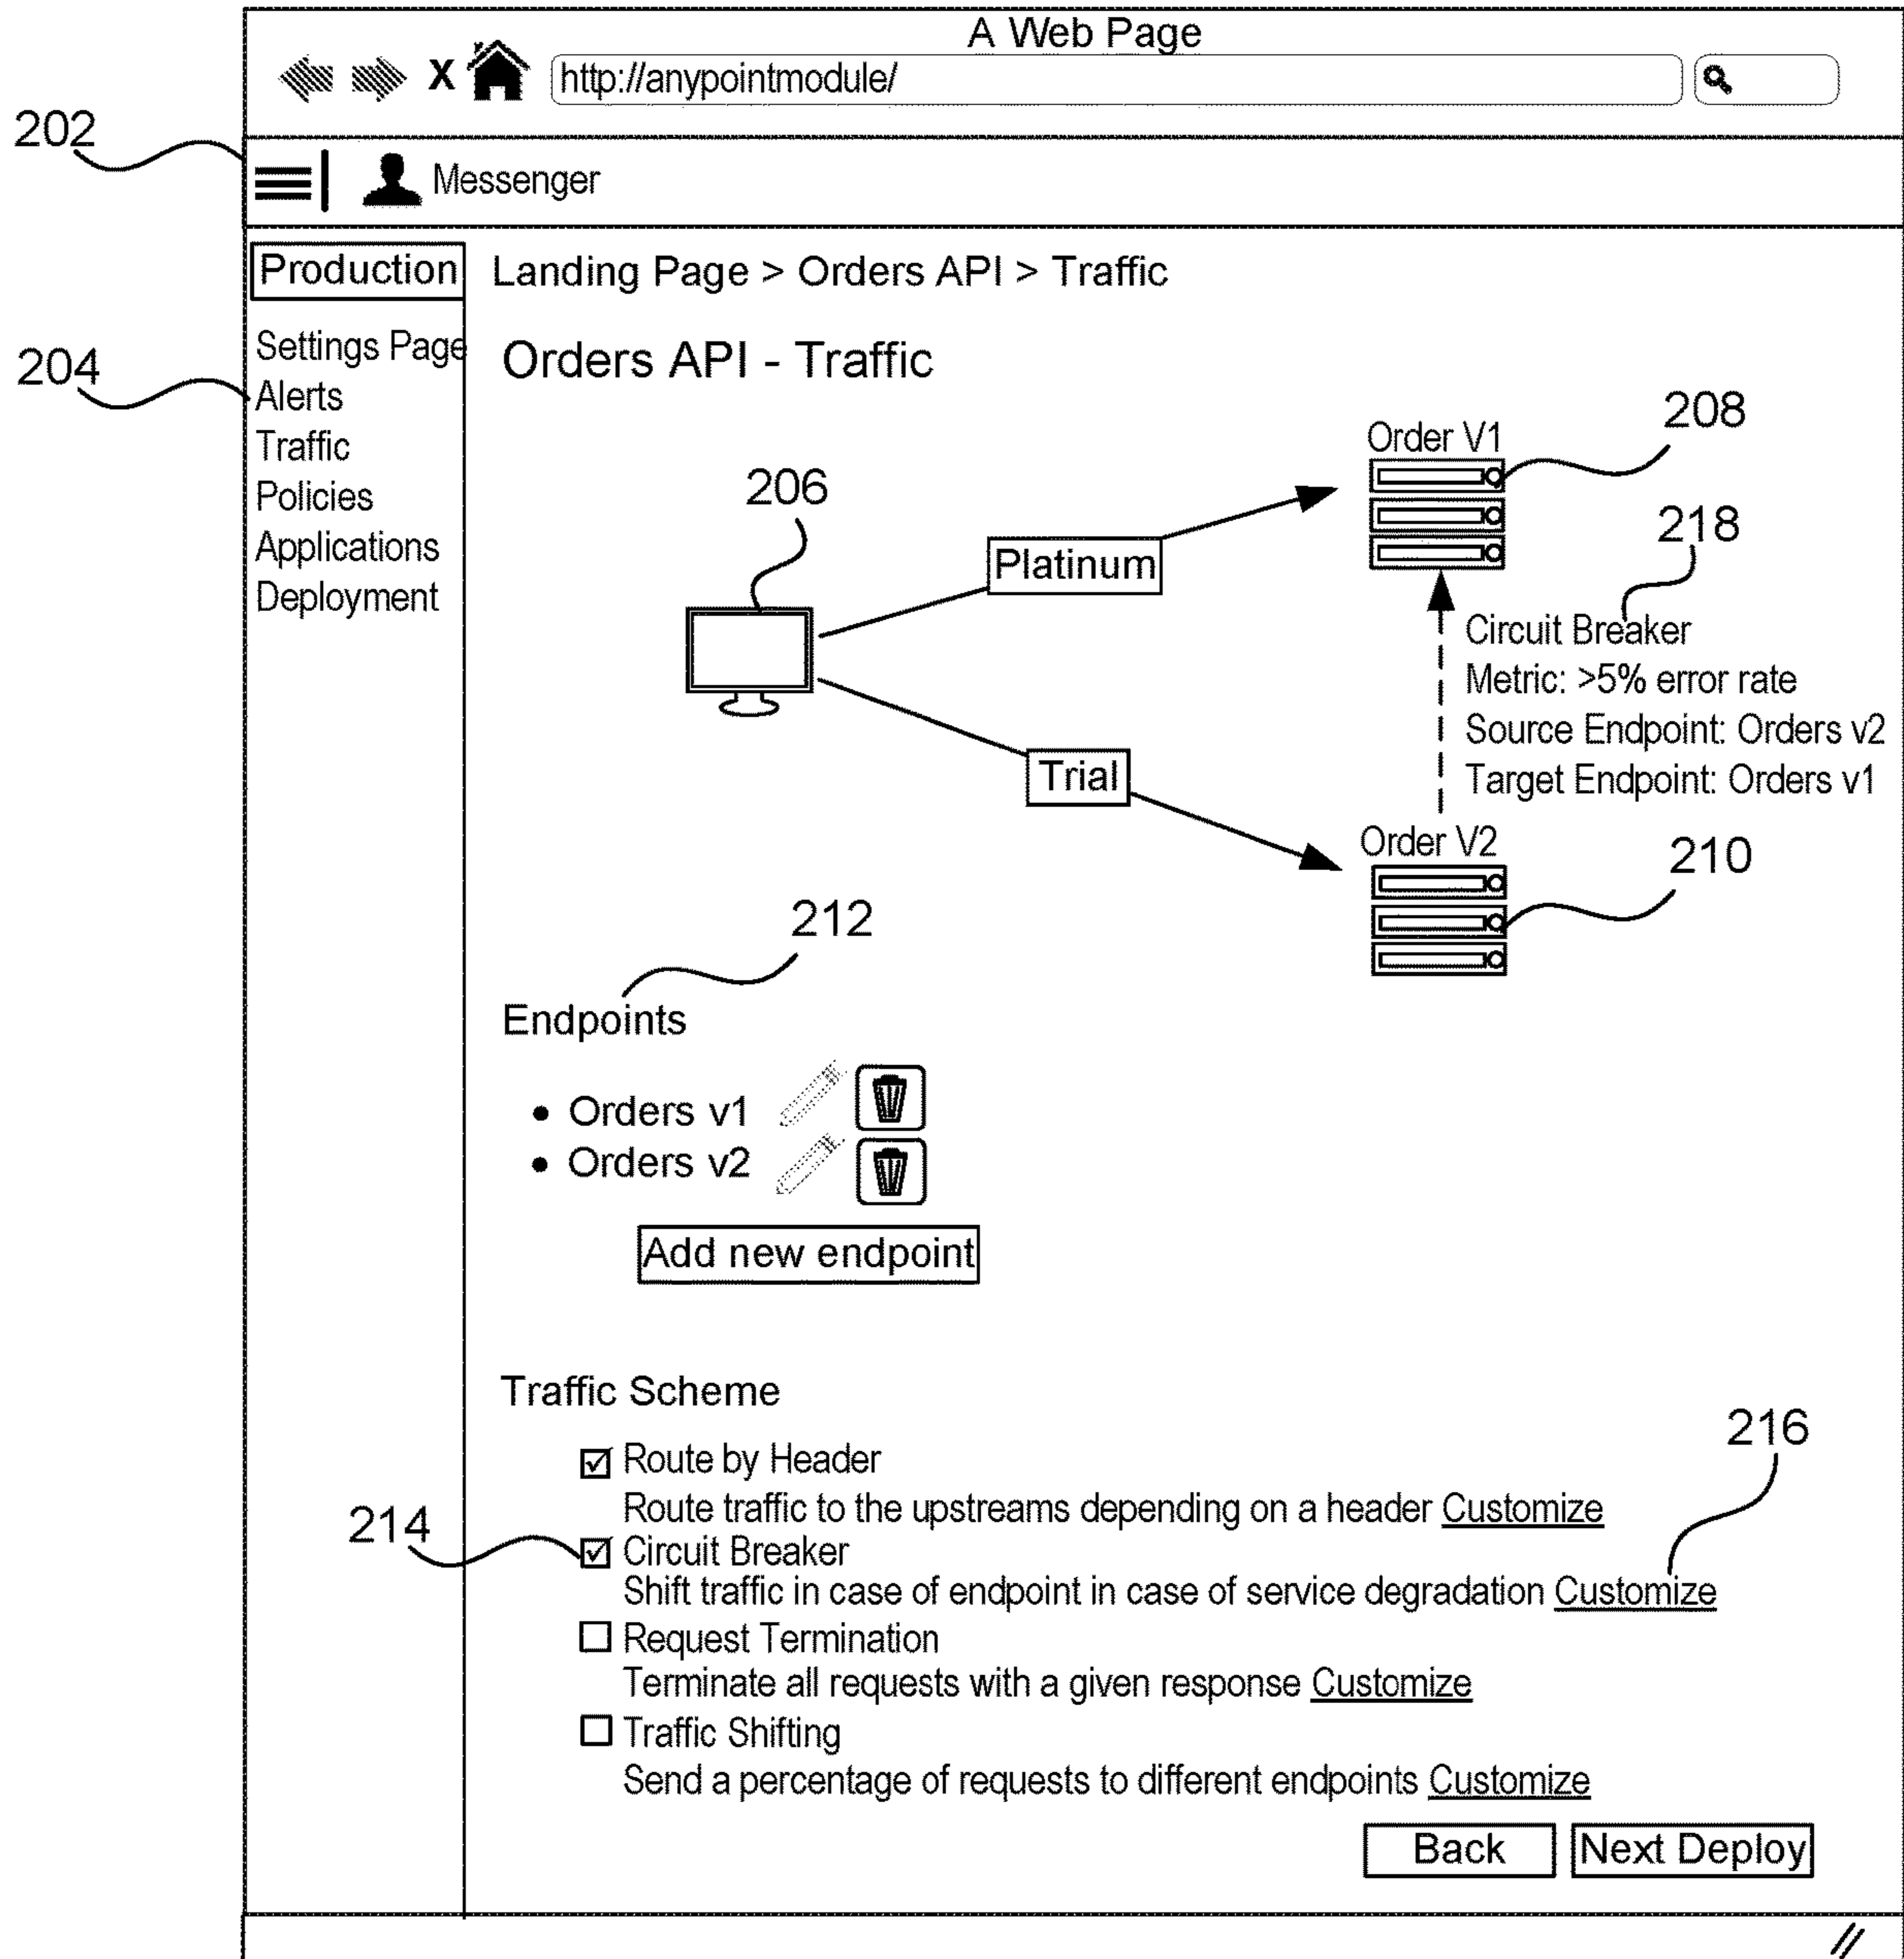 A Web Page
X
http://anypointmodule/
202
Messenger
Production
Landing Page > Orders API > Traffic
204
Settings Page
Alerts
Traffic
Policies
Applications
Deployment
Orders API - Traffic
206
Platinum
Trial
Order V1
208
218
Circuit Breaker
Metric: >5% error rate
Source Endpoint: Orders v2
Target Endpoint: Orders v1
Order V2
210
212
Endpoints
• Orders v1
• Orders v2
Add new endpoint
Traffic Scheme
216
Route by Header
Route traffic to the upstreams depending on a header Customize
214
Circuit Breaker
Shift traffic in case of endpoint in case of service degradation Customize
Request Termination
Terminate all requests with a given response Customize
Traffic Shifting
Send a percentage of requests to different endpoints Customize
Back
Next Deploy